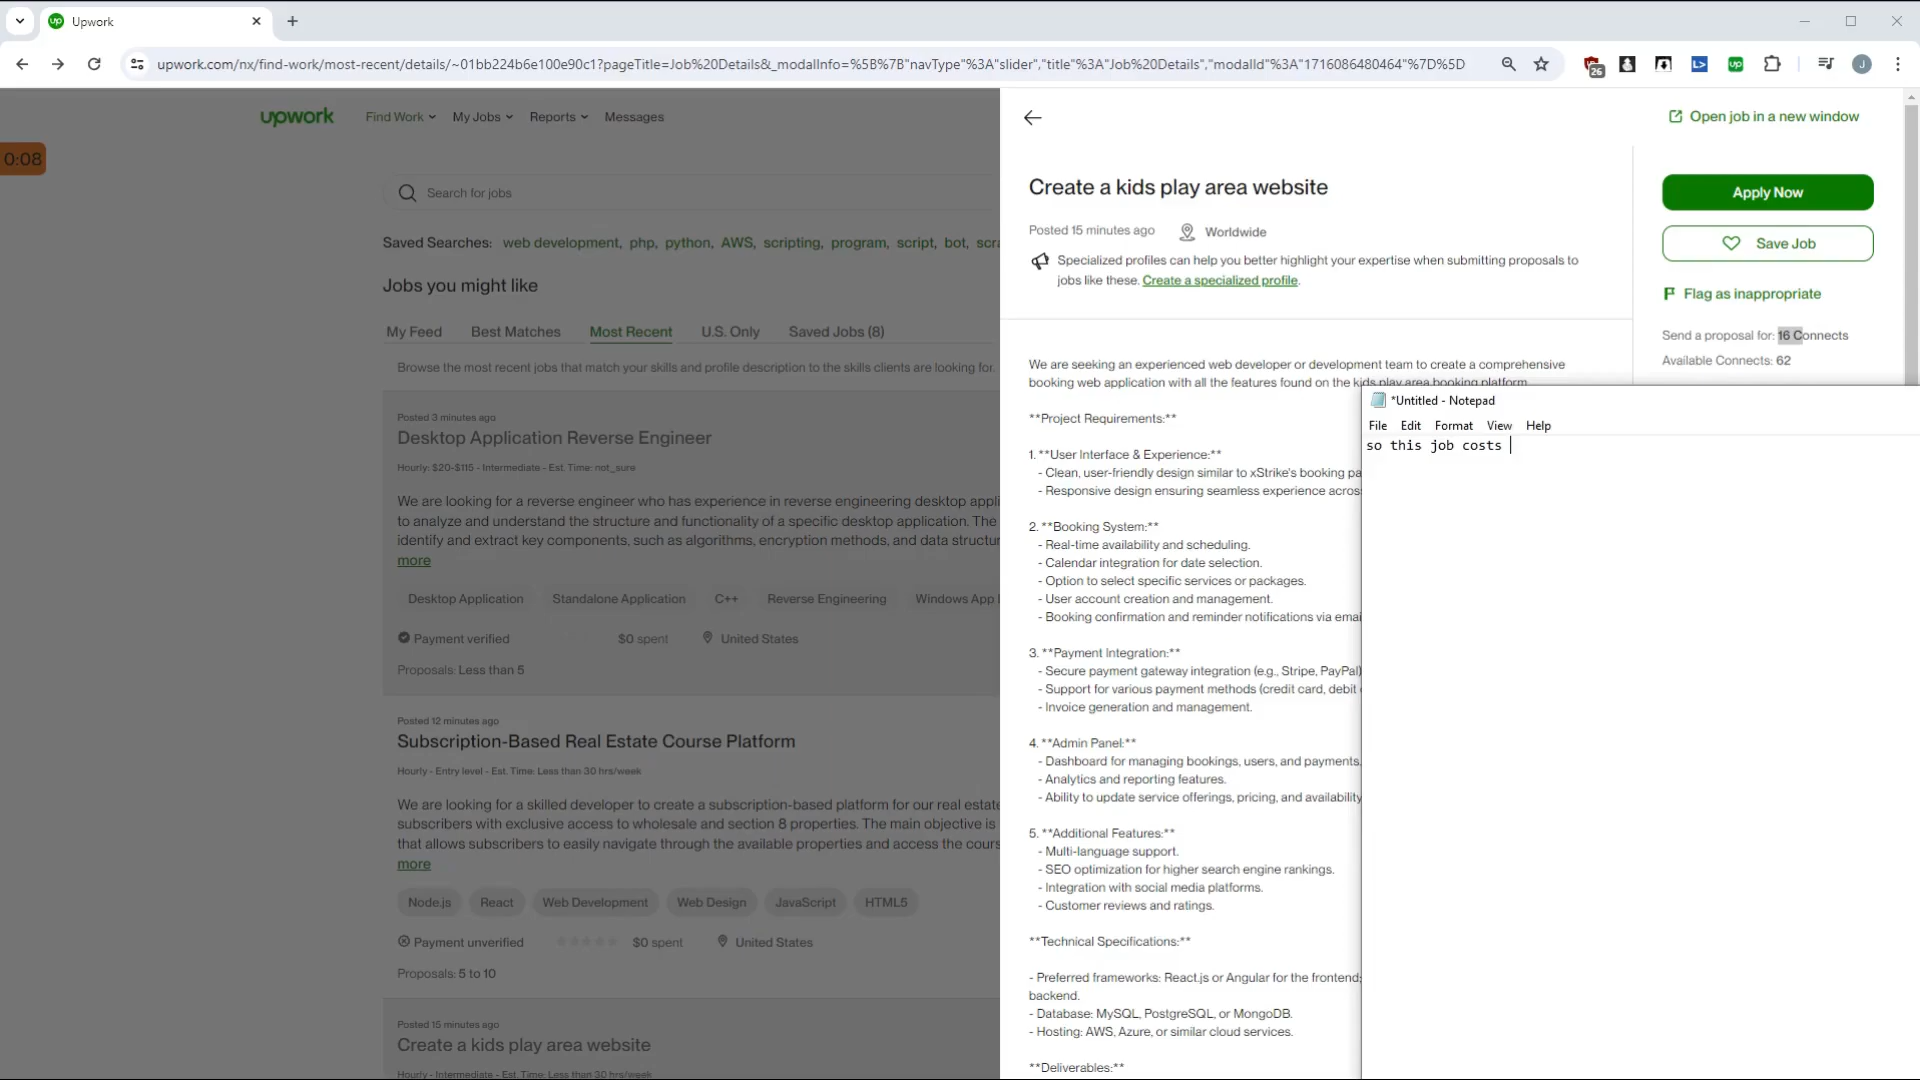 Upwork
upwork.com/nx/find-work/most-recent/details/~01bb224b6e100e90c1?pageTitle=Job%20Details&_modalInfo=%5B%7B"navType"%3A"slider","title"%3A"Job%20Details","modalId"%3A"1716086480464"%7D%5D
26
J
upwork
Find Work
My Jobs
Reports
Messages
0:08
Search for jobs
Saved Searches: web development, php, python, AWS, scripting, program, script, bot, scra
Jobs you might like
My Feed
Best Matches
Most Recent
U.S. Only
Saved Jobs (8)
Browse the most recent jobs that match your skills and profile description to the skills clients are looking for.
Posted 3 minutes ago
Desktop Application Reverse Engineer
Hourly: $20-$115 - Intermediate - Est. Time: not_sure
We are looking for a reverse engineer who has experience in reverse engineering desktop appli
to analyze and understand the structure and functionality of a specific desktop application. The
identify and extract key components, such as algorithms, encryption methods, and data structur
more
Desktop Application
Standalone Application
C++
Reverse Engineering
Windows App
Payment verified
$0 spent
United States
Proposals: Less than 5
Posted 12 minutes ago
Subscription-Based Real Estate Course Platform
Hourly - Entry level - Est. Time: Less than 30 hrs/week
We are looking for a skilled developer to create a subscription-based platform for our real estate
subscribers with exclusive access to wholesale and section 8 properties. The main objective is
that allows subscribers to easily navigate through the available properties and access the cours
more
Node.js
React
Web Development
Web Design
JavaScript
HTML5
Payment unverified
$0 spent
United States
Proposals: 5 to 10
Posted 15 minutes ago
Create a kids play area website
Hourly - Intermediate - Est. Time: Less than 30 hrs/week
Open job in a new window
Create a kids play area website
Posted 15 minutes ago
Worldwide
Specialized profiles can help you better highlight your expertise when submitting proposals to
jobs like these. Create a specialized profile.
Apply Now
Save Job
Flag as inappropriate
Send a proposal for: 16 Connects
Available Connects: 62
We are seeking an experienced web developer or development team to create a comprehensive
booking web application with all the features found on the kids play area booking platform
**Project Requirements:**
1. **User Interface & Experience:**
- Clean, user-friendly design similar to xStrike's booking pa
- Responsive design ensuring seamless experience across
2. **Booking System:**
- Real-time availability and scheduling.
- Calendar integration for date selection.
- Option to select specific services or packages.
- User account creation and management.
- Booking confirmation and reminder notifications via emai
3. **Payment Integration:**
- Secure payment gateway integration (e.g., Stripe, PayPal)
- Support for various payment methods (credit card, debit
- Invoice generation and management.
4. **Admin Panel:**
- Dashboard for managing bookings, users, and payments.
- Analytics and reporting features.
- Ability to update service offerings, pricing, and availability
5. **Additional Features:**
- Multi-language support.
- SEO optimization for higher search engine rankings.
- Integration with social media platforms.
- Customer reviews and ratings.
**Technical Specifications:**
- Preferred frameworks: React.js or Angular for the frontend;
backend.
- Database: MySQL, PostgreSQL, or MongoDB.
- Hosting: AWS, Azure, or similar cloud services.
**Deliverables:**
*Untitled - Notepad
File Edit Format View Help
so this job costs